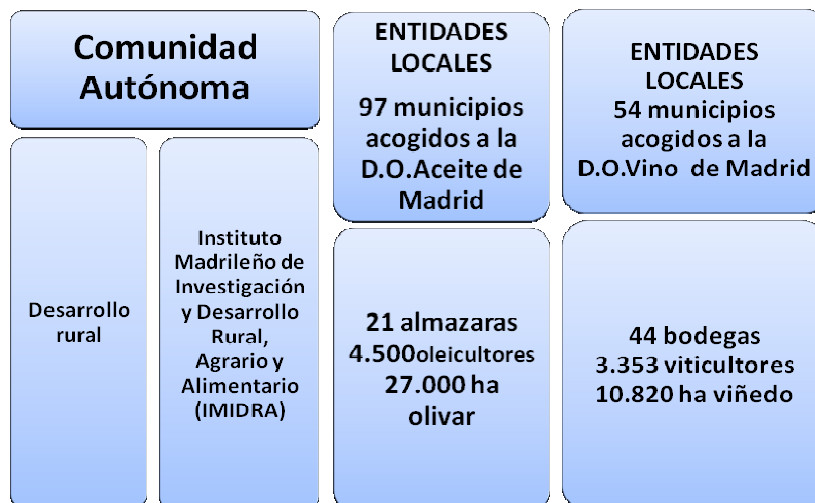 Comunidad
Autónoma
Desarrollo
rural
Instituto
Madrileño de
Investigación
y Desarrollo
Rural,
Agrario y
Alimentario
(IMIDRA)
ENTIDADES
LOCALES
97 municipios
acogidos a la
D.O.Aceite de
Madrid
21 almazaras
4.500oleicultores
27.000 ha
olivar
ENTIDADES
LOCALES
54 municipios
acogidos a la
D.O.Vino de Madrid
44 bodegas
3.353 viticultores
10.820 ha viñedo